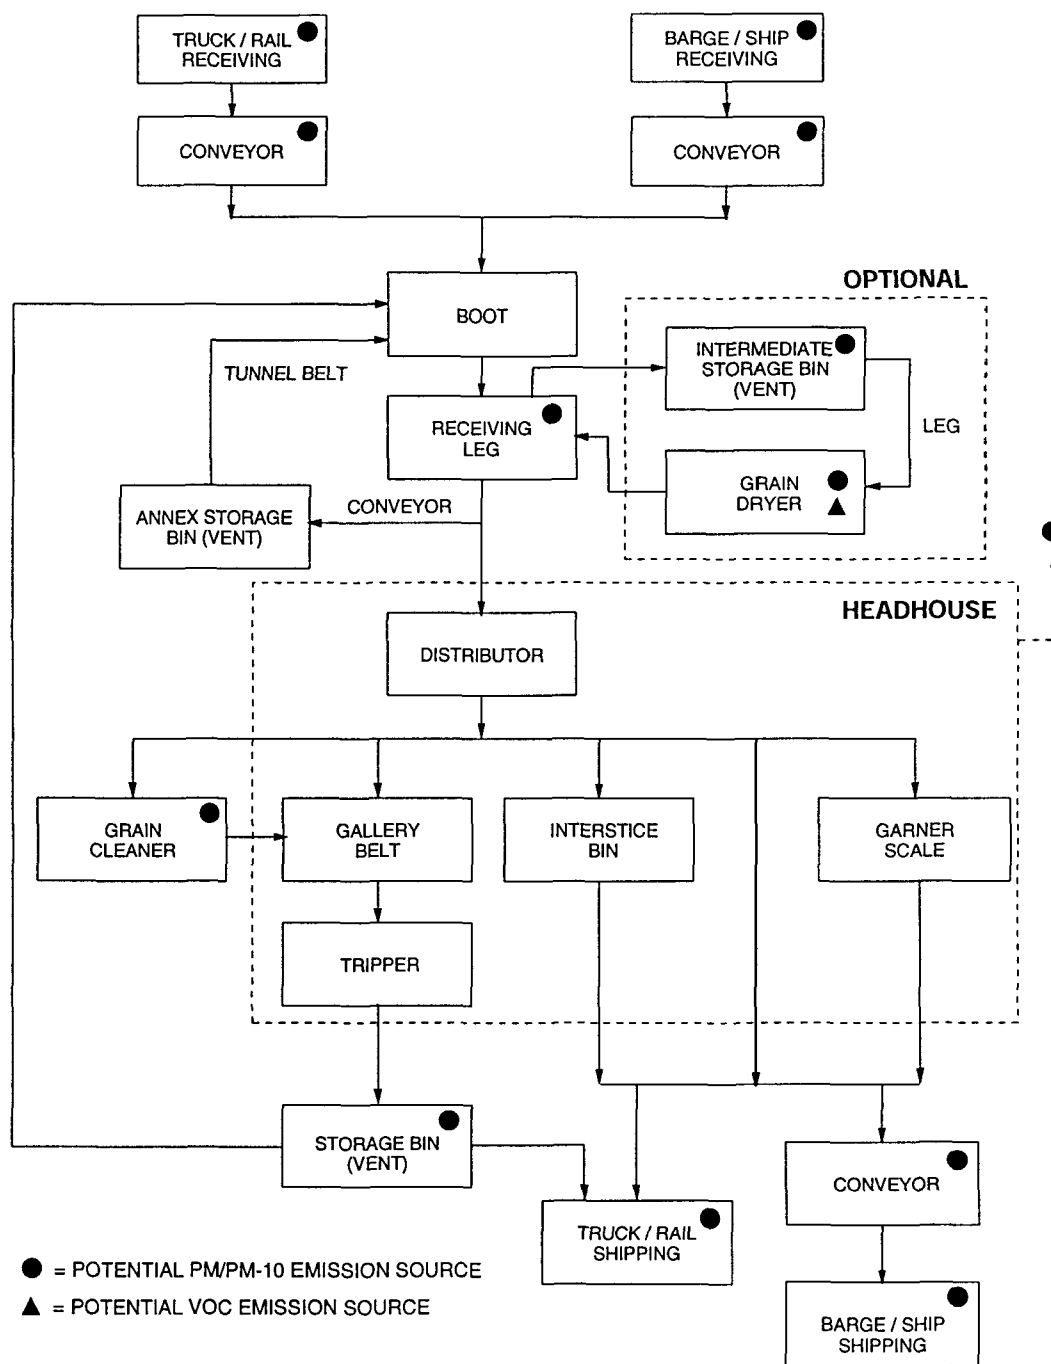 TRUCK / RAIL
RECEIVING
BARGE / SHIP
RECEIVING
CONVEYOR
CONVEYOR
OPTIONAL
BOOT
INTERMEDIATE
STORAGE BIN
(VENT)
TUNNEL BELT
LEG
RECEIVING
LEG
GRAIN
DRYER
CONVEYOR
ANNEX STORAGE
BIN (VENT)
HEADHOUSE
DISTRIBUTOR
GRAIN
CLEANER
GALLERY
BELT
INTERSTICE
BIN
GARNER
SCALE
TRIPPER
STORAGE BIN
(VENT)
CONVEYOR
TRUCK / RAIL
SHIPPING
= POTENTIAL PM/PM-10 EMISSION SOURCE
= POTENTIAL VOC EMISSION SOURCE
BARGE / SHIP
SHIPPING